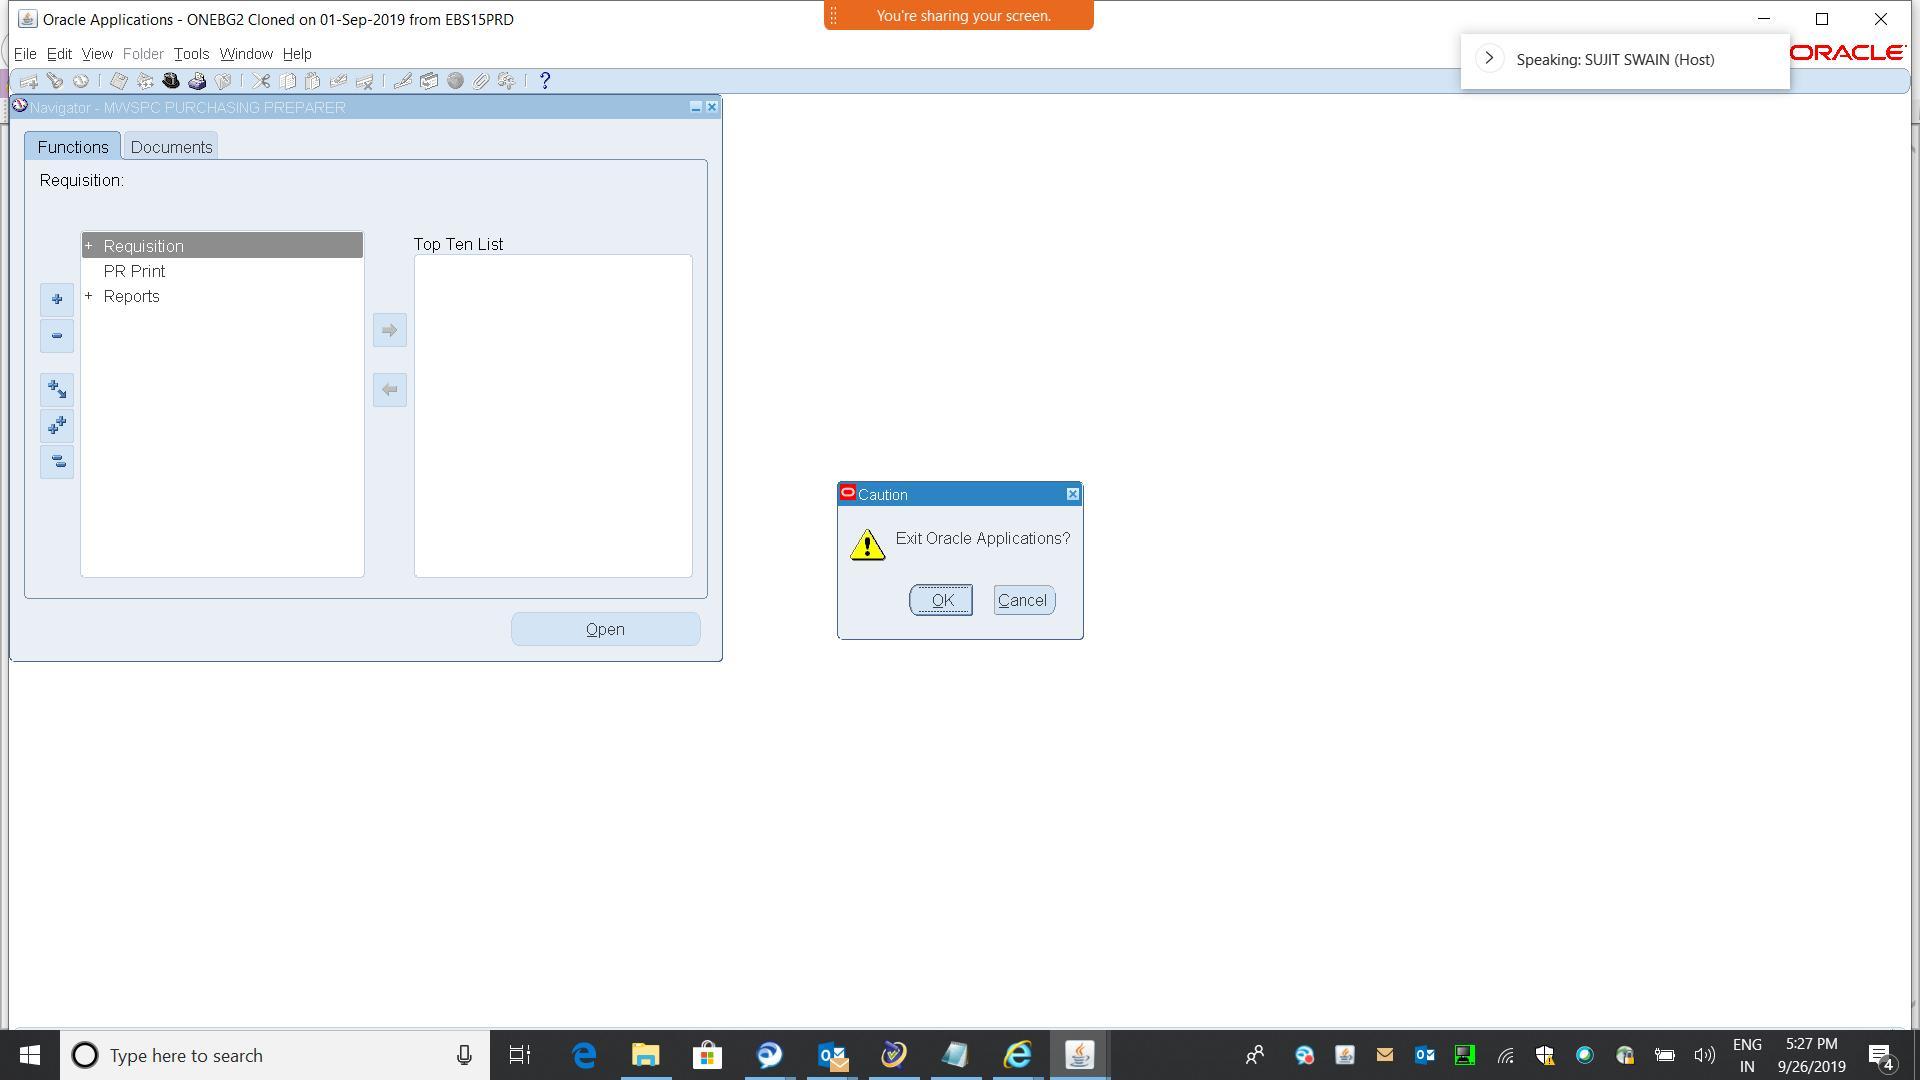 Oracle Applications - ONEBG2 Cloned on 01-Sep-2019 from EBS15PRD
You're sharing your screen.
File Edit View Folder Tools Window Help
Speaking: SUJIT SWAIN (Host)
ORACLE
?
Navigator - MWSPC PURCHASING PREPARER
Functions Documents
Requisition:
+ Requisition
PR Print
+ Reports
Top Ten List
Open
Caution
Exit Oracle Applications?
OK Cancel
Type here to search
ENG
IN
5:27 PM
9/26/2019
4